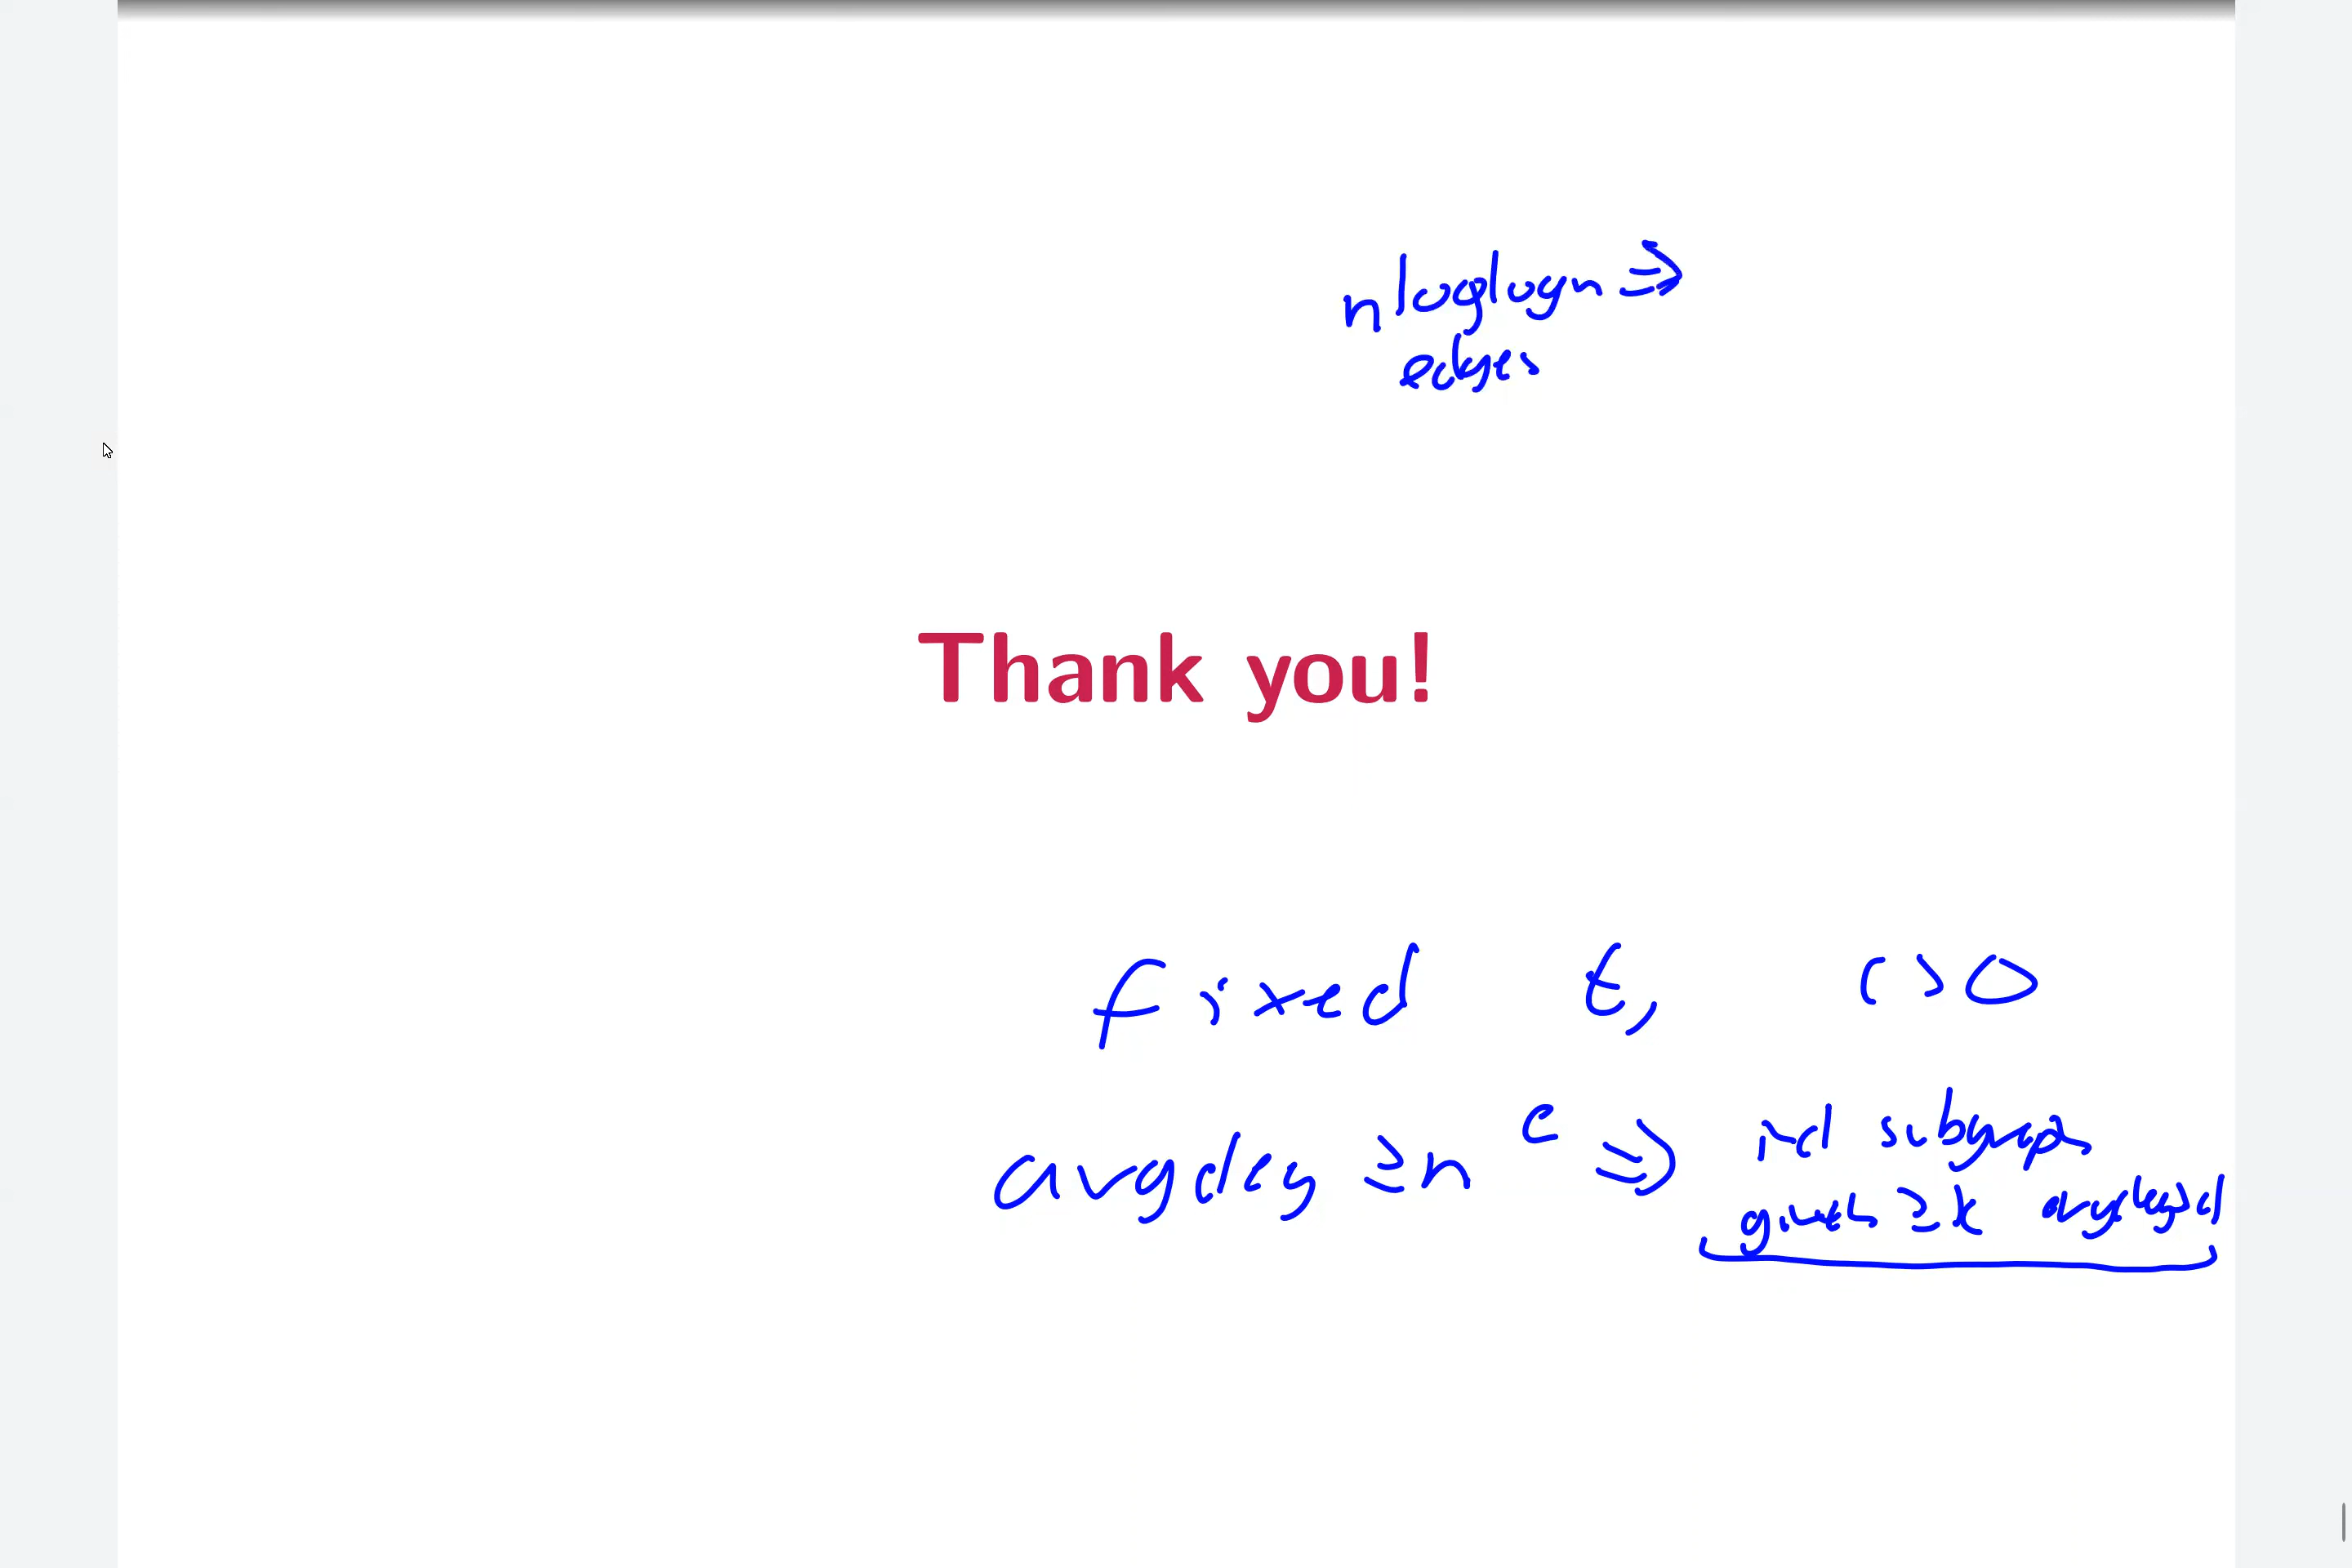 n loglogn ⇒
edges
Thank you!
fixed t, c>0
avgdeg ≥ n^c ⇒ ind subgraph
girth ≥ k avgdeg ≥